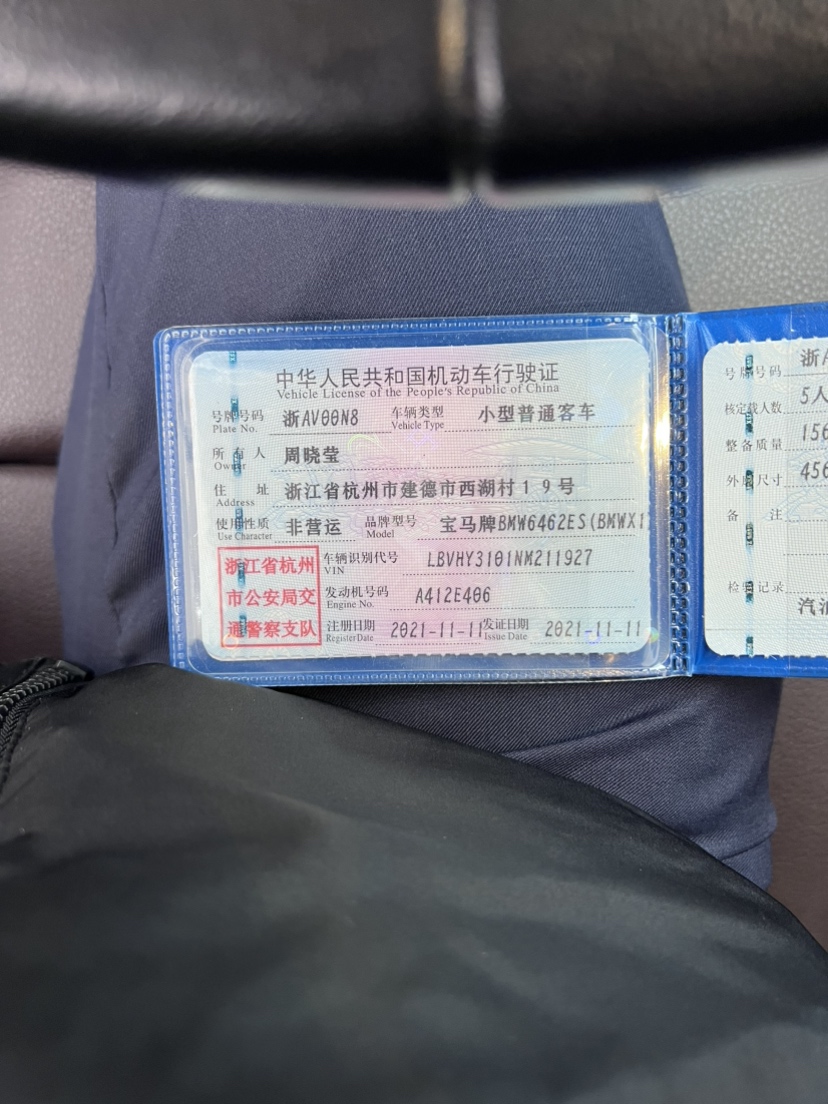 中华人民共和国机动车行驶证
Vehicle License of the People's Republic of China
号牌号码 浙AV00N8 车辆类型 小型普通客车
Plate No. Vehicle Type
所有人 周晓莹
Owner
住址 浙江省杭州市建德市西湖村19号
Address
使用性质 非营运 品牌型号 宝马牌BMW6462ES(BMWX1
Use Character Model
浙江省杭州
市公安局交
通警察支队
车辆识别代号 LBVHY3101NM211927
VIN
发动机号码 A412E406
Engine No.
注册日期 2021-11-11 发证日期 2021-11-11
Register Date Issue Date
号牌号码 浙A
核定载人数 5人
整备质量 156
外廓尺寸 456
备注
检验记录
汽油